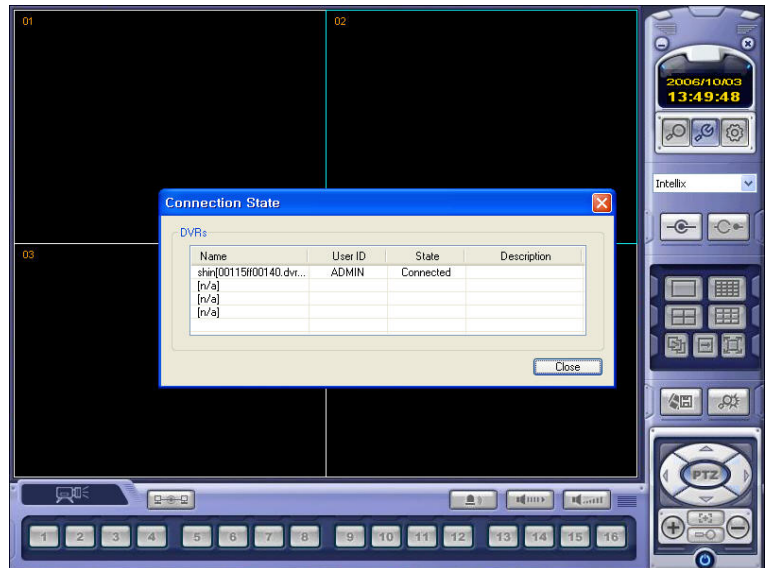 01
02
2006/10/03
13:49:48
Intellix
Connection State
DVRs
Name User ID State Description
shin[00115ff00140.dvr... ADMIN Connected
[n/a]
[n/a]
[n/a]
Close
03
PTZ
1 2 3 4 5 6 7 8 9 10 11 12 13 14 15 16